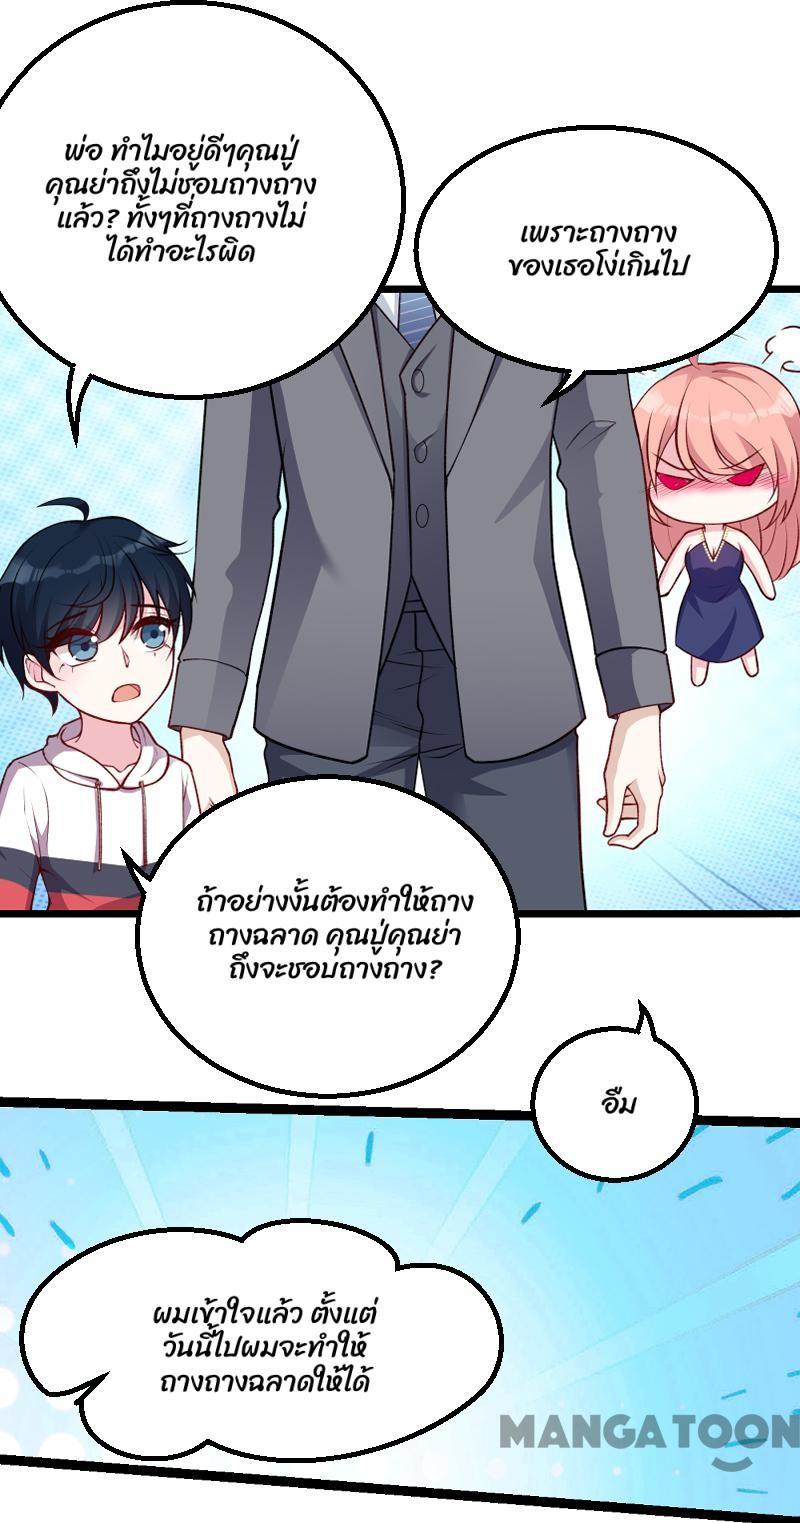 พ่อ ทำไมอยู่ดีๆคุณปู่
คุณย่าถึงไม่ชอบถางถาง
แล้ว? ทั้งๆที่ถางถางไม่
ได้ทำอะไรผิด
เพราะถางถาง
ของเธอโง่เกินไป
ถ้าอย่างงั้นต้องทำให้ถาง
ถางฉลาด คุณปู่คุณย่า
ถึงจะชอบถางถาง?
อืม
ผมเข้าใจแล้ว ตั้งแต่
วันนี้ไปผมจะทำให้
ถางถางฉลาดให้ได้
MANGATOON